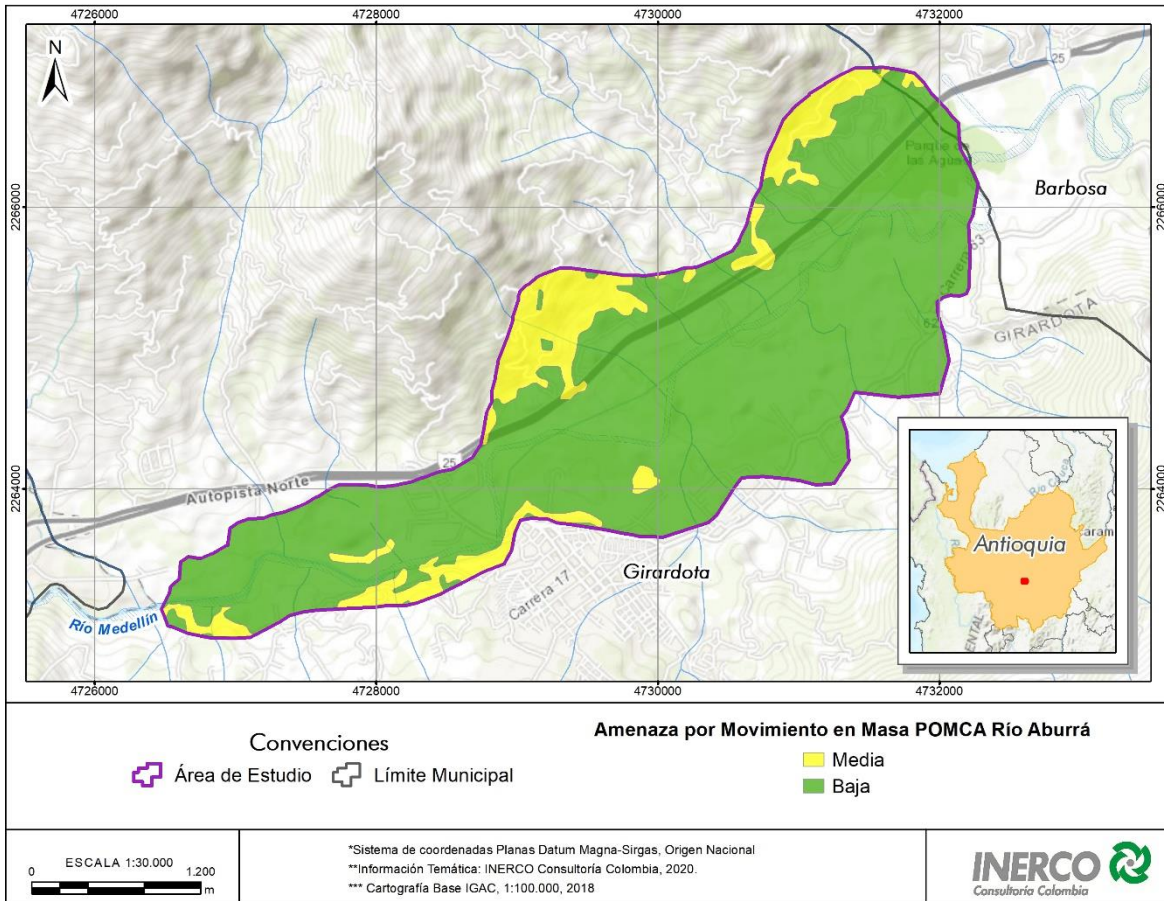 4726000 4728000 4730000 4732000
N
25
Parque de
las Aguas
Barbosa
2266000 2266000
Carrera 63
62
GIRARDOTA
25
Autopista Norte
2264000 2264000
Río Medellín
Carrera 17
Girardota
Río Cauca
aram
Antioquia
ENTAL
4726000 4728000 4730000 4732000
Convenciones
Área de Estudio Límite Municipal
Amenaza por Movimiento en Masa POMCA Río Aburrá
Media
Baja
ESCALA 1:30.000
0 1.200
m
*Sistema de coordenadas Planas Datum Magna-Sirgas, Origen Nacional
**Información Temática: INERCO Consultoría Colombia, 2020.
*** Cartografía Base IGAC, 1:100.000, 2018
INERCO
Consultoría Colombia